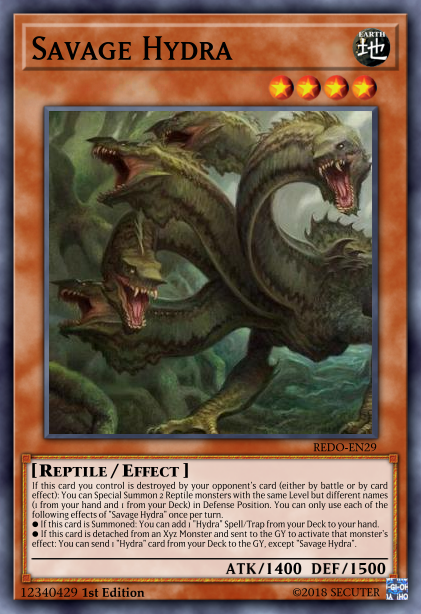 Savage Hydra
EARTH
地
REDO-EN29
[ Reptile / Effect ]
If this card you control is destroyed by your opponent's card (either by battle or by card
effect): You can Special Summon 2 Reptile monsters with the same Level but different names
(1 from your hand and 1 from your Deck) in Defense Position. You can only use each of the
following effects of "Savage Hydra" once per turn.
● If this card is Summoned: You can add 1 "Hydra" Spell/Trap from your Deck to your hand.
● If this card is detached from an Xyz Monster and sent to the GY to activate that monster's
effect: You can send 1 "Hydra" card from your Deck to the GY, except "Savage Hydra".
ATK/1400 DEF/1500
12340429 1st Edition
©2018 SECUTER